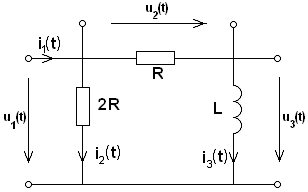 u₂(t)
i₁(t)
R
u₁(t)
2R
L
u₃(t)
i₂(t)
i₃(t)